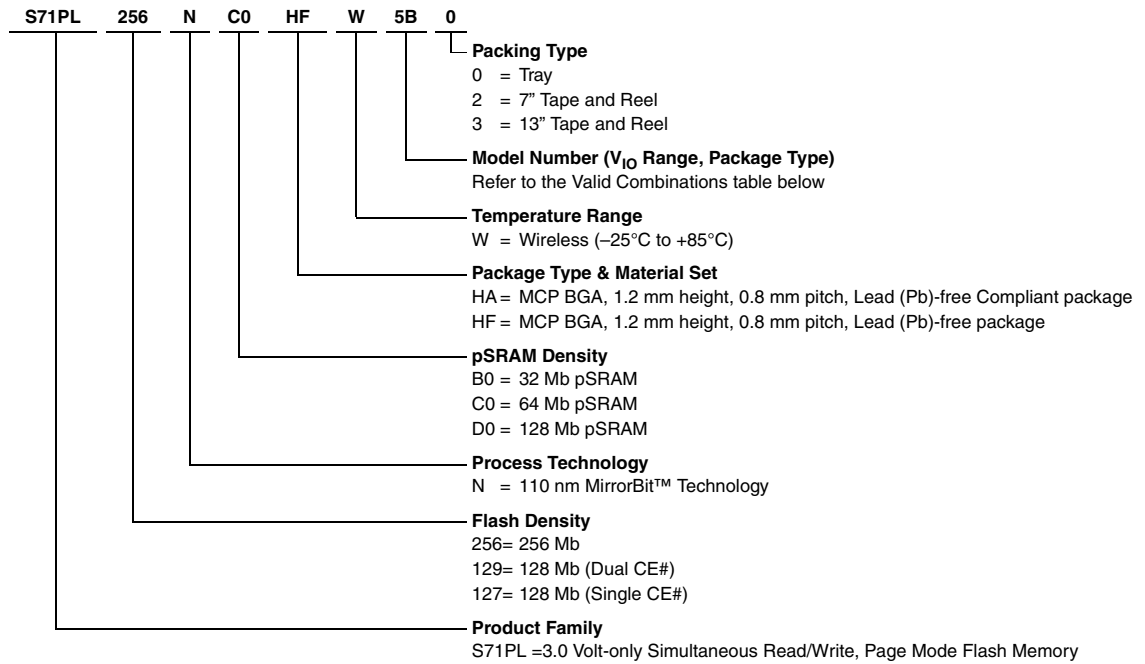 S71PL 256 N C0 HF W 5B 0
Packing Type
0 = Tray
2 = 7” Tape and Reel
3 = 13” Tape and Reel
Model Number (VIO Range, Package Type)
Refer to the Valid Combinations table below
Temperature Range
W = Wireless (–25°C to +85°C)
Package Type & Material Set
HA = MCP BGA, 1.2 mm height, 0.8 mm pitch, Lead (Pb)-free Compliant package
HF = MCP BGA, 1.2 mm height, 0.8 mm pitch, Lead (Pb)-free package
pSRAM Density
B0 = 32 Mb pSRAM
C0 = 64 Mb pSRAM
D0 = 128 Mb pSRAM
Process Technology
N = 110 nm MirrorBit™ Technology
Flash Density
256= 256 Mb
129= 128 Mb (Dual CE#)
127= 128 Mb (Single CE#)
Product Family
S71PL =3.0 Volt-only Simultaneous Read/Write, Page Mode Flash Memory